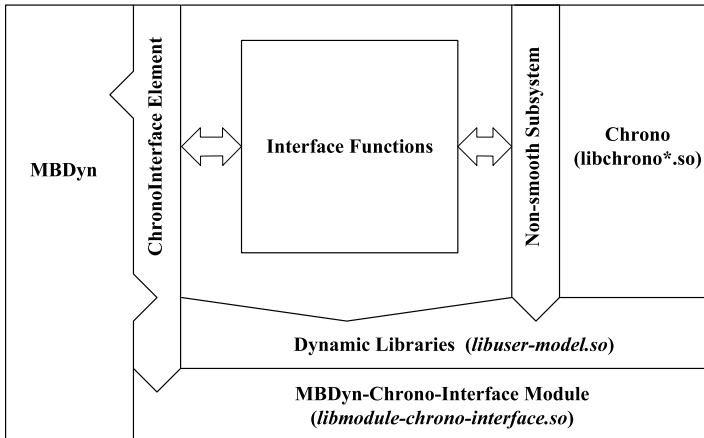 MBDyn
ChronoInterface Element
Interface Functions
Non-smooth Subsystem
Chrono
(libchrono*.so)
Dynamic Libraries (libuser-model.so)
MBDyn-Chrono-Interface Module
(libmodule-chrono-interface.so)